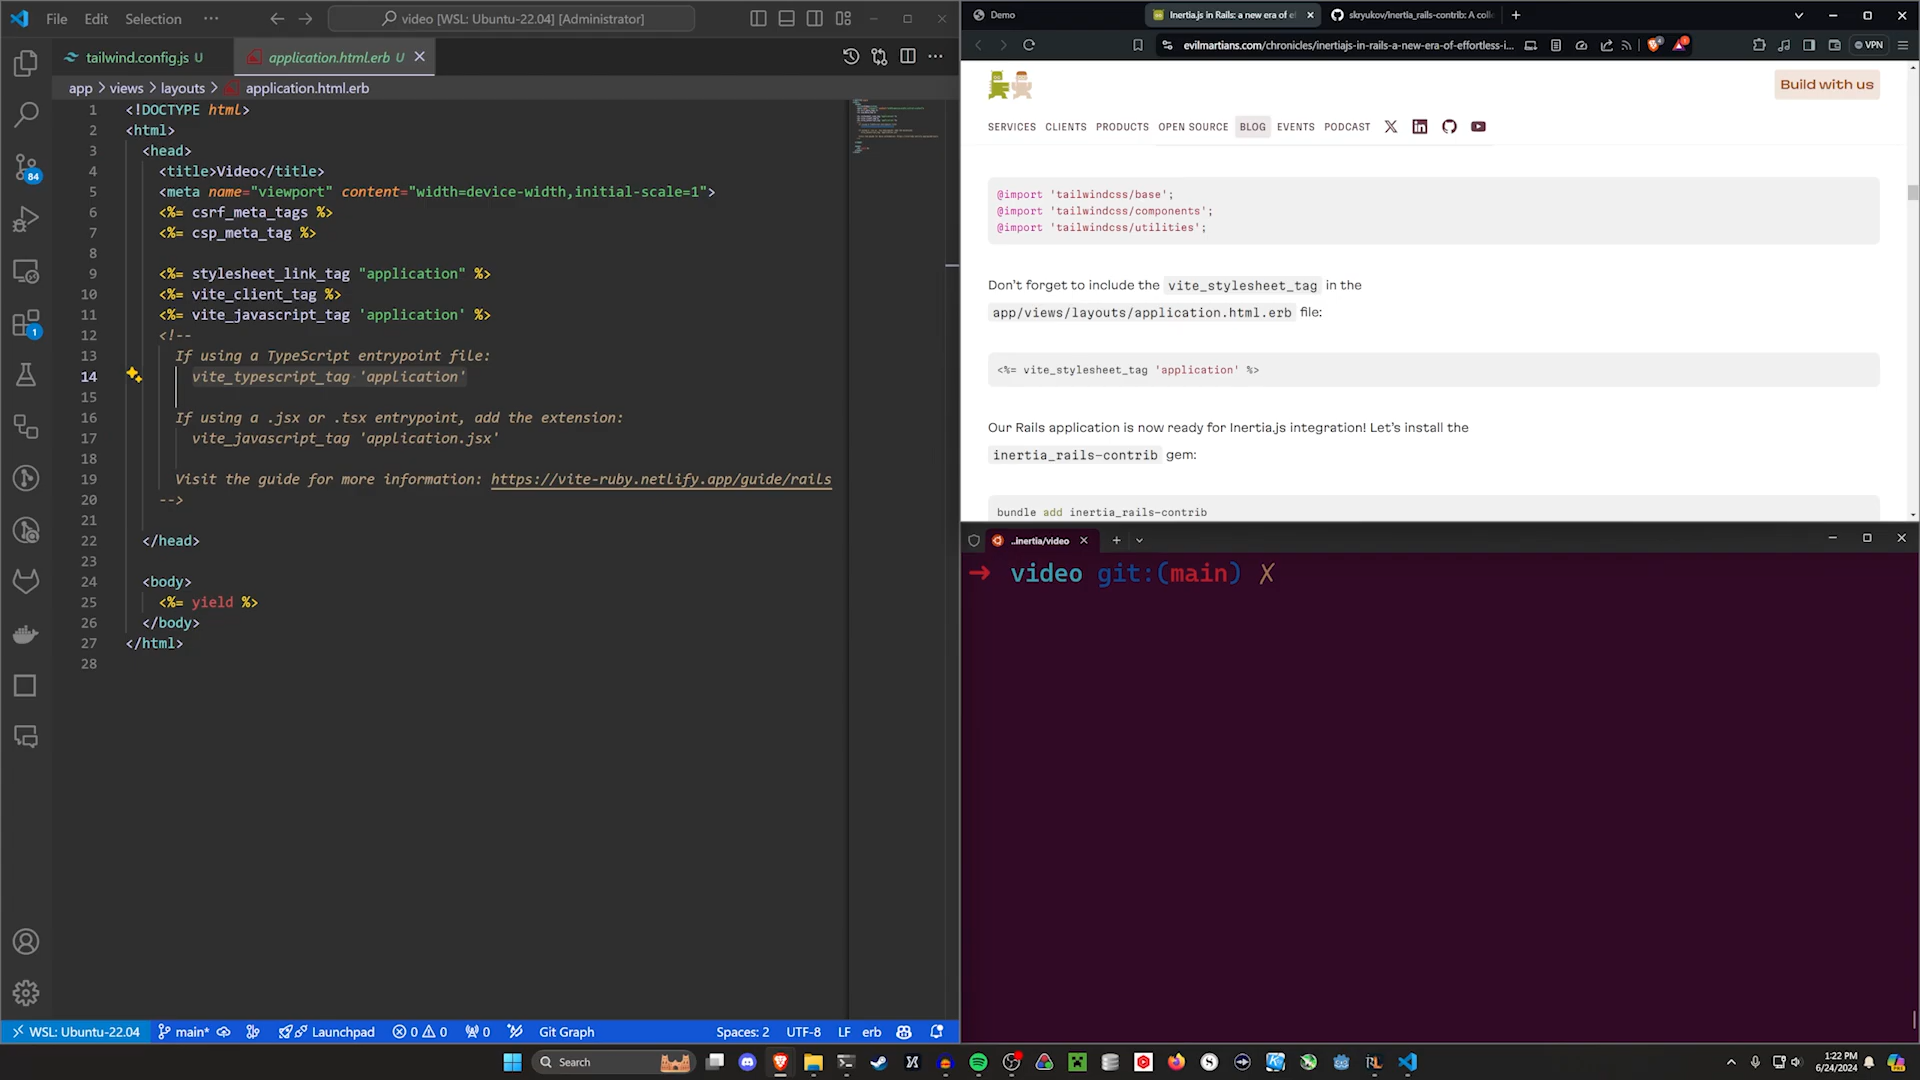 File Edit Selection ··· video [WSL: Ubuntu-22.04] [Administrator]
tailwind.config.js U application.html.erb U
app > views > layouts > application.html.erb
1 <!DOCTYPE html>
2 <html>
3 <head>
4 <title>Video</title>
5 <meta name="viewport" content="width=device-width,initial-scale=1">
6 <%= csrf_meta_tags %>
7 <%= csp_meta_tag %>
8
9 <%= stylesheet_link_tag "application" %>
10 <%= vite_client_tag %>
11 <%= vite_javascript_tag 'application' %>
12 <!--
13 If using a TypeScript entrypoint file:
14 vite_typescript_tag 'application'
15
16 If using a .jsx or .tsx entrypoint, add the extension:
17 vite_javascript_tag 'application.jsx'
18
19 Visit the guide for more information: https://vite-ruby.netlify.app/guide/rails
20 -->
21
22 </head>
23
24 <body>
25 <%= yield %>
26 </body>
27 </html>
28
84
1
WSL: Ubuntu-22.04 main* Launchpad 0 0 0 Git Graph Spaces: 2 UTF-8 LF erb
Demo Inertia.js in Rails: a new era of ef skryukov/inertia_rails-contrib: A coll
evilmartians.com/chronicles/inertiajs-in-rails-a-new-era-of-effortless-i... VPN
Build with us
SERVICES CLIENTS PRODUCTS OPEN SOURCE BLOG EVENTS PODCAST
@import 'tailwindcss/base';
@import 'tailwindcss/components';
@import 'tailwindcss/utilities';
Don't forget to include the vite_stylesheet_tag in the
app/views/layouts/application.html.erb file:
<%= vite_stylesheet_tag 'application' %>
Our Rails application is now ready for Inertia.js integration! Let's install the
inertia_rails-contrib gem:
bundle add inertia_rails-contrib
..inertia/video
→ video git:(main) ✗
Search
1:22 PM
6/24/2024